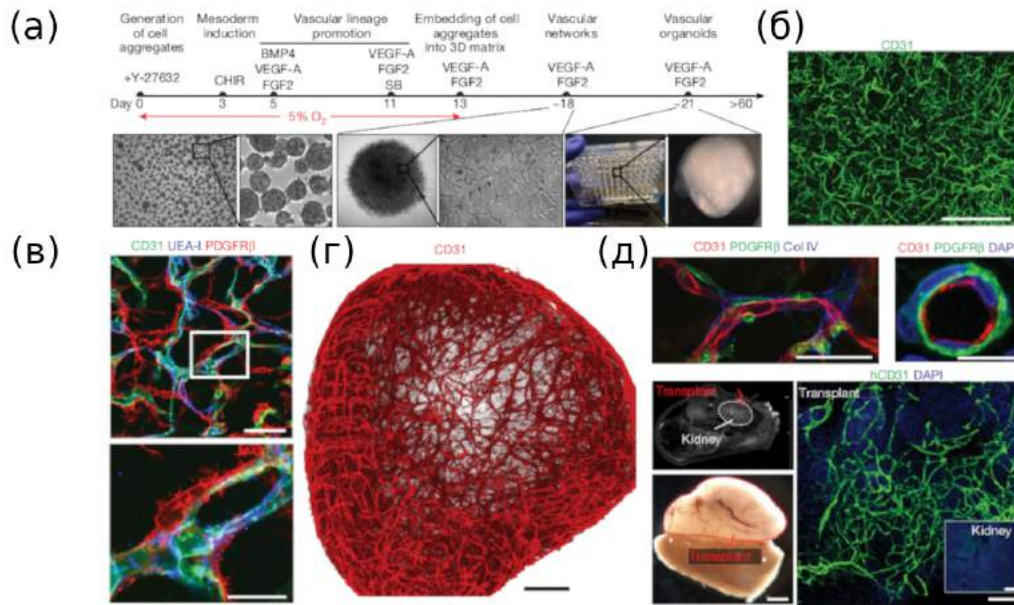 (а)
Generation of cell aggregates
Mesoderm induction
Vascular lineage promotion
Embedding of cell aggregates into 3D matrix
Vascular networks
Vascular organoids
+Y-27632
CHIR
BMP4
VEGF-A
FGF2
VEGF-A
FGF2
SB
VEGF-A
FGF2
VEGF-A
FGF2
VEGF-A
FGF2
Day 0 3 5 11 13 ~18 ~21 >60
5% O2
(б)
CD31
(в)
CD31 UEA-I PDGFRβ
(г)
CD31
(д)
CD31 PDGFRβ Col IV
CD31 PDGFRβ DAPI
Transplant
Kidney
Transplant
hCD31 DAPI
Transplant
Kidney